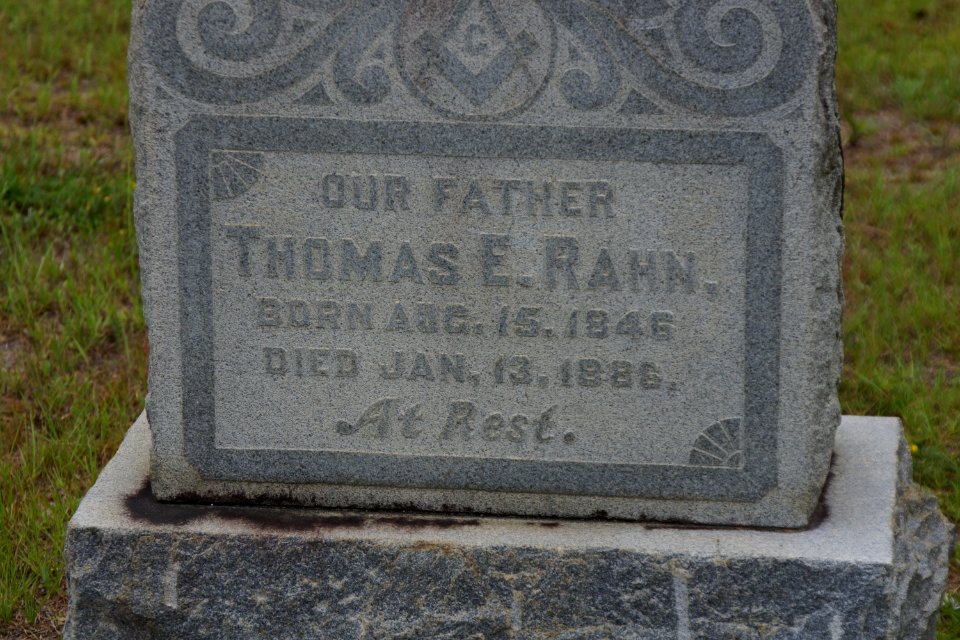 G
OUR FATHER
THOMAS E. RAHN.
BORN AUG. 15. 1846
DIED JAN. 13. 1886.
At Rest.